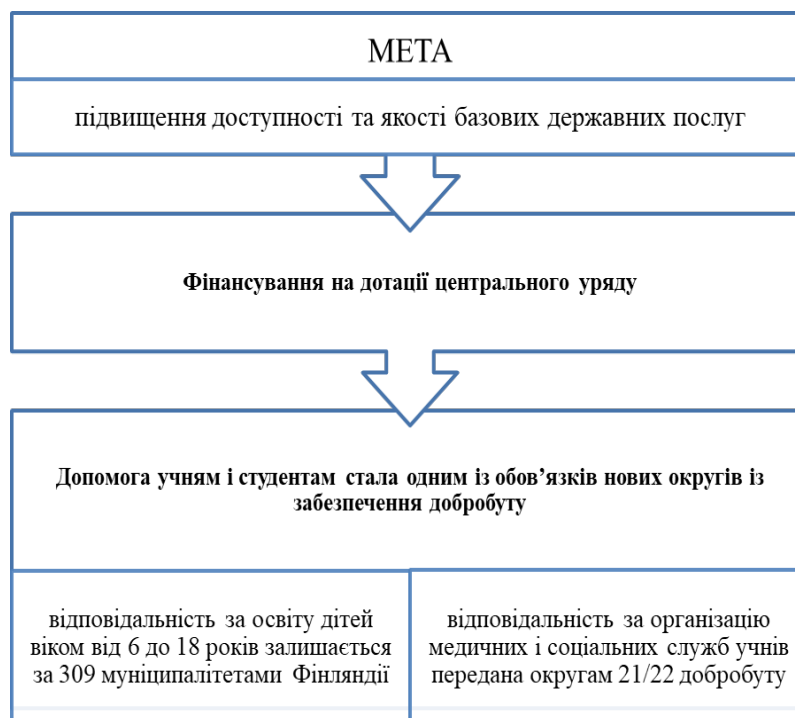 МЕТА
підвищення доступності та якості базових державних послуг
Фінансування на дотації центрального уряду
Допомога учням і студентам стала одним із обов’язків нових округів із
забезпечення добробуту
відповідальність за освіту дітей
віком від 6 до 18 років залишається
за 309 муніципалітетами Фінляндії
відповідальність за організацію
медичних і соціальних служб учнів
передана округам 21/22 добробуту